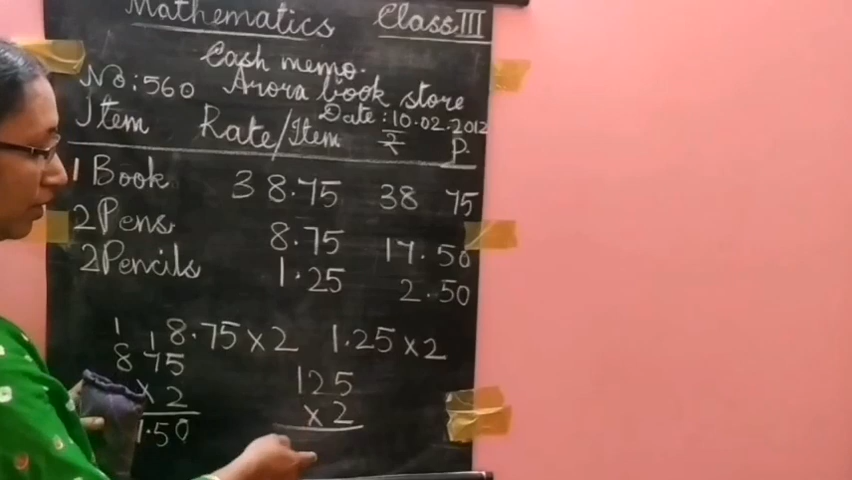 Mathematics Class III
Cash memo.
No: 560 Arora book store
Date: 10.02.2012
Item Rate/Item ₹ P.
1 Book 38.75 38 75
2 Pens 8.75 17.50
2 Pencils 1.25 2.50
8.75 x 2 1.25 x 2
1 1
875 125
x 2 x 2
1.50